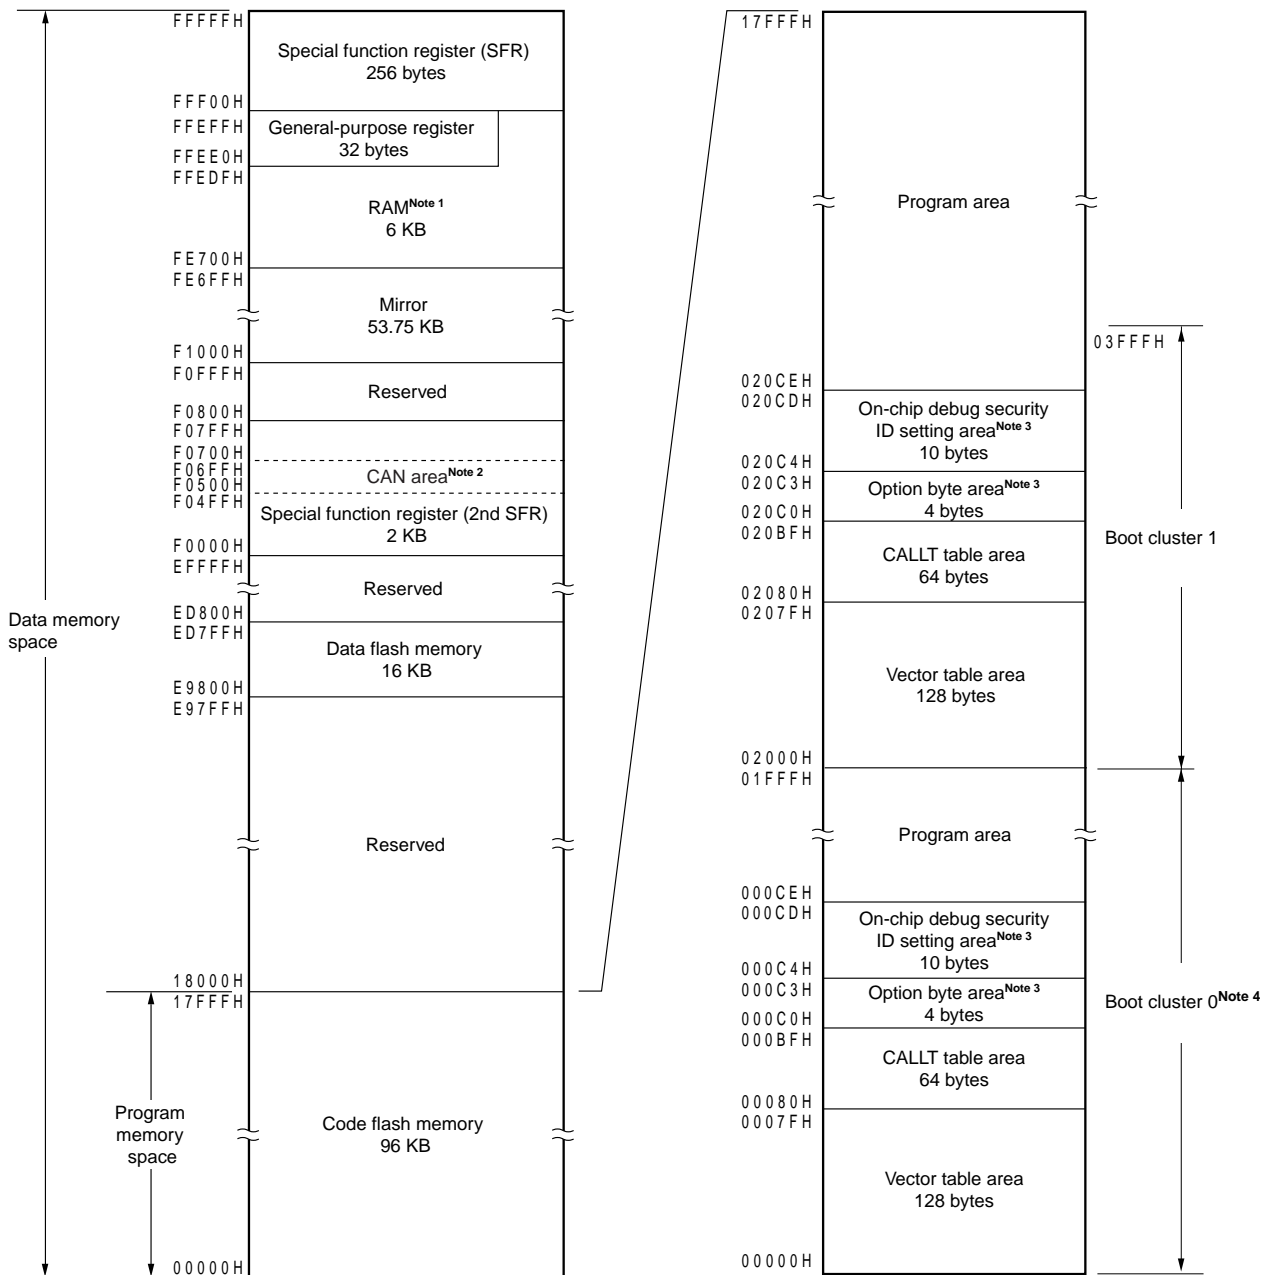 FFFFFH
Special function register (SFR)
256 bytes
FFF00H
FFEFFH
General-purpose register
32 bytes
FFEE0H
FFEDFH
RAMNote 1
6 KB
FE700H
FE6FFH
Mirror
53.75 KB
F1000H
F0FFFH
Reserved
F0800H
F07FFH
F0700H
F06FFH
CAN areaNote 2
F0500H
F04FFH
Special function register (2nd SFR)
2 KB
F0000H
EFFFFH
Reserved
ED800H
ED7FFH
Data flash memory
16 KB
E9800H
E97FFH
Reserved
18000H
17FFFH
Code flash memory
96 KB
00000H
Data memory
space
Program
memory
space
17FFFH
Program area
03FFFH
020CEH
020CDH
On-chip debug security
ID setting areaNote 3
10 bytes
020C4H
020C3H
Option byte areaNote 3
4 bytes
020C0H
020BFH
CALLT table area
64 bytes
02080H
0207FH
Vector table area
128 bytes
02000H
01FFFH
Boot cluster 1
Program area
000CEH
000CDH
On-chip debug security
ID setting areaNote 3
10 bytes
000C4H
000C3H
Option byte areaNote 3
4 bytes
000C0H
000BFH
CALLT table area
64 bytes
00080H
0007FH
Vector table area
128 bytes
00000H
Boot cluster 0Note 4